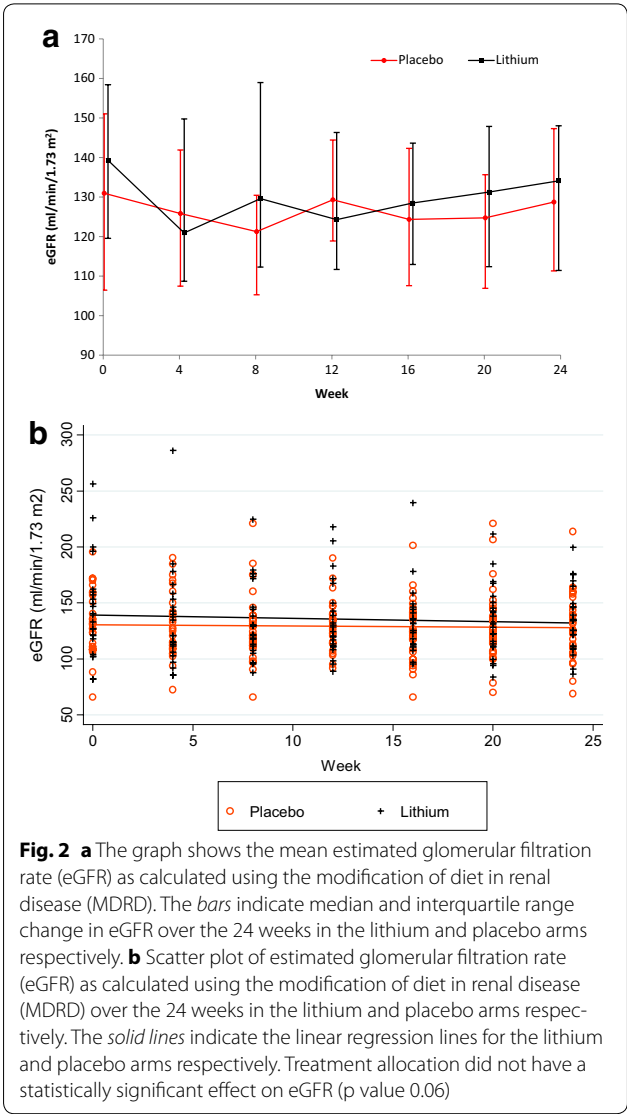 a
170
160
150
140
130
120
110
100
90
eGFR (ml/min/1.73 m²)
Placebo
Lithium
0 4 8 12 16 20 24
Week
b
300
250
200
150
100
50
eGFR (ml/min/1.73 m2)
0 5 10 15 20 25
Week
Placebo Lithium
Fig. 2 a The graph shows the mean estimated glomerular filtration
rate (eGFR) as calculated using the modification of diet in renal
disease (MDRD). The bars indicate median and interquartile range
change in eGFR over the 24 weeks in the lithium and placebo arms
respectively. b Scatter plot of estimated glomerular filtration rate
(eGFR) as calculated using the modification of diet in renal disease
(MDRD) over the 24 weeks in the lithium and placebo arms respec-
tively. The solid lines indicate the linear regression lines for the lithium
and placebo arms respectively. Treatment allocation did not have a
statistically significant effect on eGFR (p value 0.06)